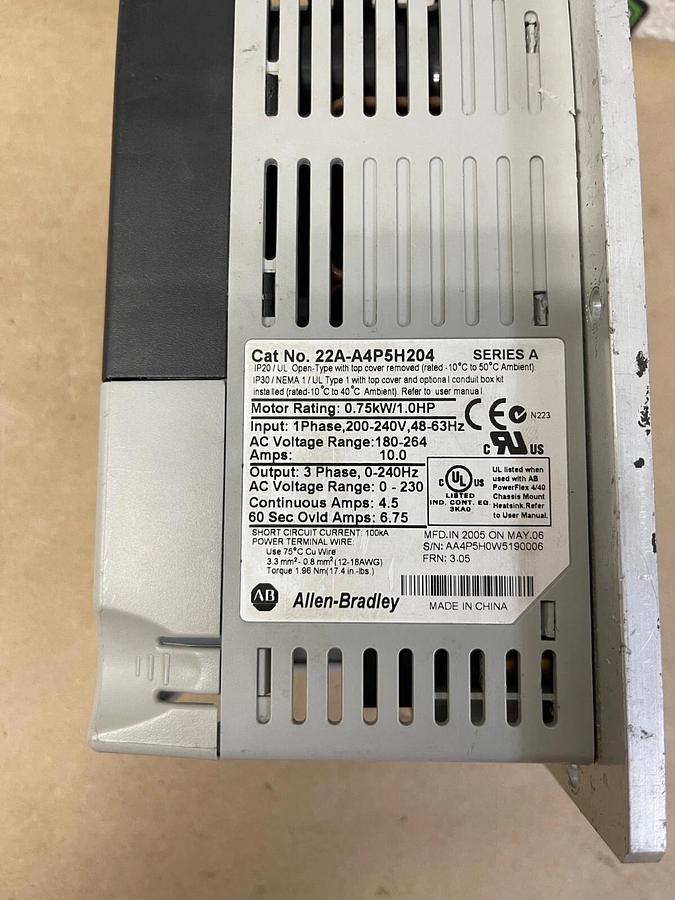 Cat No. 22A-A4P5H204 SERIES A
IP20 / UL Open-Type with top cover removed (rated -10°C to 50°C Ambient).
IP30 / NEMA 1 / UL Type 1 with top cover and optional conduit box kit
installed (rated-10°C to 40°C Ambient). Refer to user manual
Motor Rating: 0.75kW/1.0HP
Input: 1Phase,200-240V,48-63Hz
AC Voltage Range:180-264
Amps: 10.0
CE
N223
C UR US
Output: 3 Phase, 0-240Hz
AC Voltage Range: 0 - 230
Continuous Amps: 4.5
60 Sec Ovld Amps: 6.75
C UL US
LISTED
IND. CONT. EQ.
3KA0
UL listed when
used with AB
PowerFlex 4/40
Chassis Mount
Heatsink.Refer
to User Manual.
SHORT CIRCUIT CURRENT: 100kA
POWER TERMINAL WIRE:
Use 75°C Cu Wire
3.3 mm²- 0.8 mm² (12-18AWG)
Torque 1.96 Nm(17.4 in.-lbs.)
MFD.IN 2005 ON MAY.06
S/N: AA4P5H0W5190006
FRN: 3.05
AB Allen-Bradley
MADE IN CHINA